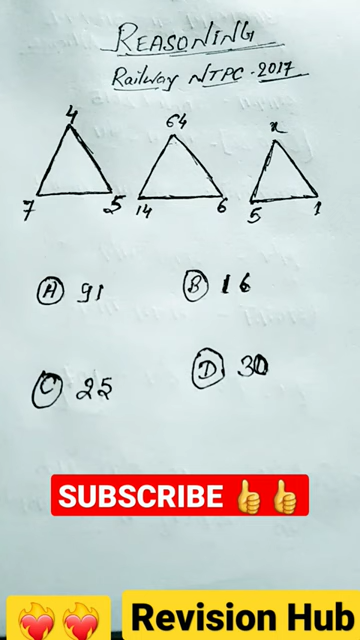 REASONING
Railway NTPC-2017
4 64 x
7 5 14 6 5 1
A 91 B 16
C 25 D 30
SUBSCRIBE 👍👍
❤️‍🔥❤️‍🔥 Revision Hub